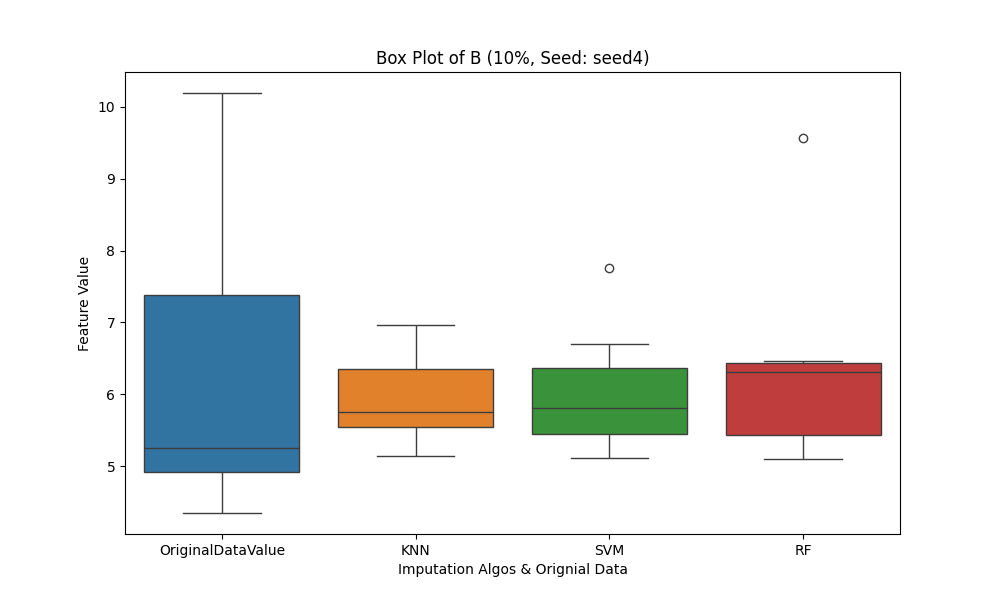 Box Plot of B (10%, Seed: seed4)
10
9
8
7
6
5
Feature Value
OriginalDataValue KNN SVM RF
Imputation Algos & Orignial Data